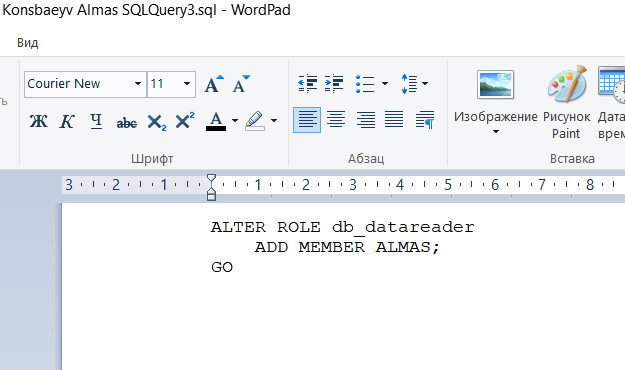 Konsbaeyv Almas SQLQuery3.sql - WordPad
Вид
Courier New 11
Ж К Ч abc X₂ X² А
Шрифт
Абзац
Изображение
Рисунок
Paint
Дата
врем
Вставка
3 2 1 1 2 3 4 5 6 7 8
ALTER ROLE db_datareader
ADD MEMBER ALMAS;
GO